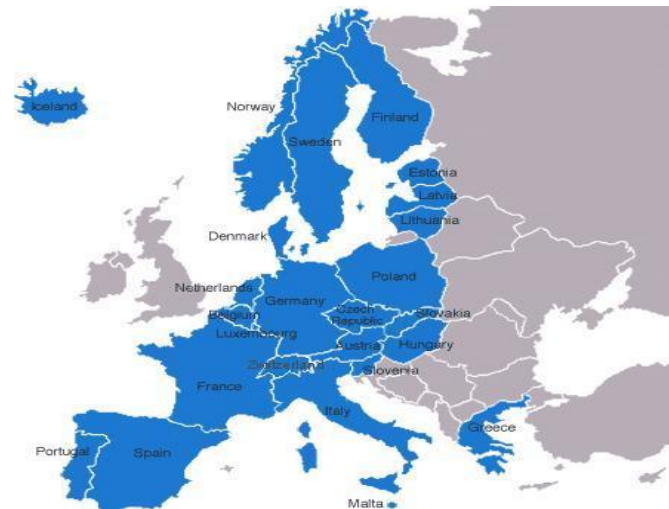 Iceland
Norway
Finland
Sweden
Estonia
Latvia
Lithuania
Denmark
Netherlands
Poland
Germany
Belgium
Czech
Republic
Slovakia
Luxembourg
Austria
Hungary
Zwitzerland
Slovenia
France
Italy
Greece
Portugal
Spain
Malta